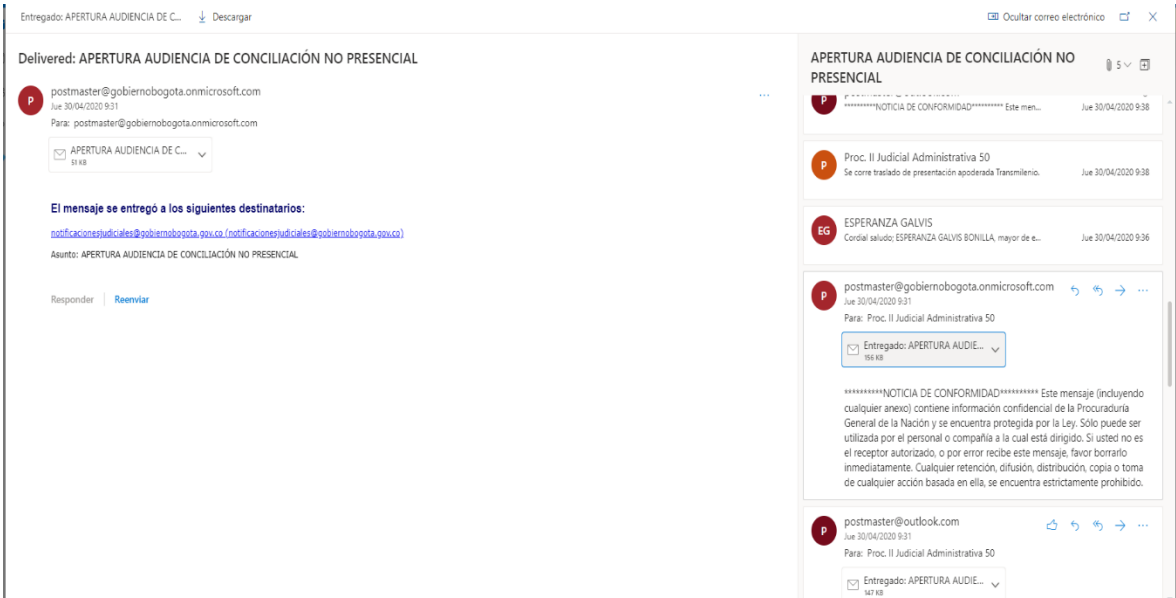 Entregado: APERTURA AUDIENCIA DE C...
Descargar
Ocultar correo electrónico
Delivered: APERTURA AUDIENCIA DE CONCILIACIÓN NO PRESENCIAL
P
postmaster@gobiernobogota.onmicrosoft.com
Jue 30/04/2020 9:31
Para: postmaster@gobiernobogota.onmicrosoft.com
APERTURA AUDIENCIA DE C...
51 KB
El mensaje se entregó a los siguientes destinatarios:
notificacionesjudiciales@gobiernobogota.gov.co (notificacionesjudiciales@gobiernobogota.gov.co)
Asunto: APERTURA AUDIENCIA DE CONCILIACIÓN NO PRESENCIAL
Responder
Reenviar
APERTURA AUDIENCIA DE CONCILIACIÓN NO
PRESENCIAL
5
P
**********NOTICIA DE CONFORMIDAD********** Este men...
Jue 30/04/2020 9:38
P
Proc. II Judicial Administrativa 50
Se corre traslado de presentación apoderada Transmilenio.
Jue 30/04/2020 9:38
EG
ESPERANZA GALVIS
Cordial saludo; ESPERANZA GALVIS BONILLA, mayor de e...
Jue 30/04/2020 9:36
P
postmaster@gobiernobogota.onmicrosoft.com
Jue 30/04/2020 9:31
Para: Proc. II Judicial Administrativa 50
Entregado: APERTURA AUDIE...
156 KB
**********NOTICIA DE CONFORMIDAD********** Este mensaje (incluyendo
cualquier anexo) contiene información confidencial de la Procuraduría
General de la Nación y se encuentra protegida por la Ley. Sólo puede ser
utilizada por el personal o compañía a la cual está dirigido. Si usted no es
el receptor autorizado, o por error recibe este mensaje, favor borrarlo
inmediatamente. Cualquier retención, difusión, distribución, copia o toma
de cualquier acción basada en ella, se encuentra estrictamente prohibido.
P
postmaster@outlook.com
Jue 30/04/2020 9:31
Para: Proc. II Judicial Administrativa 50
Entregado: APERTURA AUDIE...
147 KB